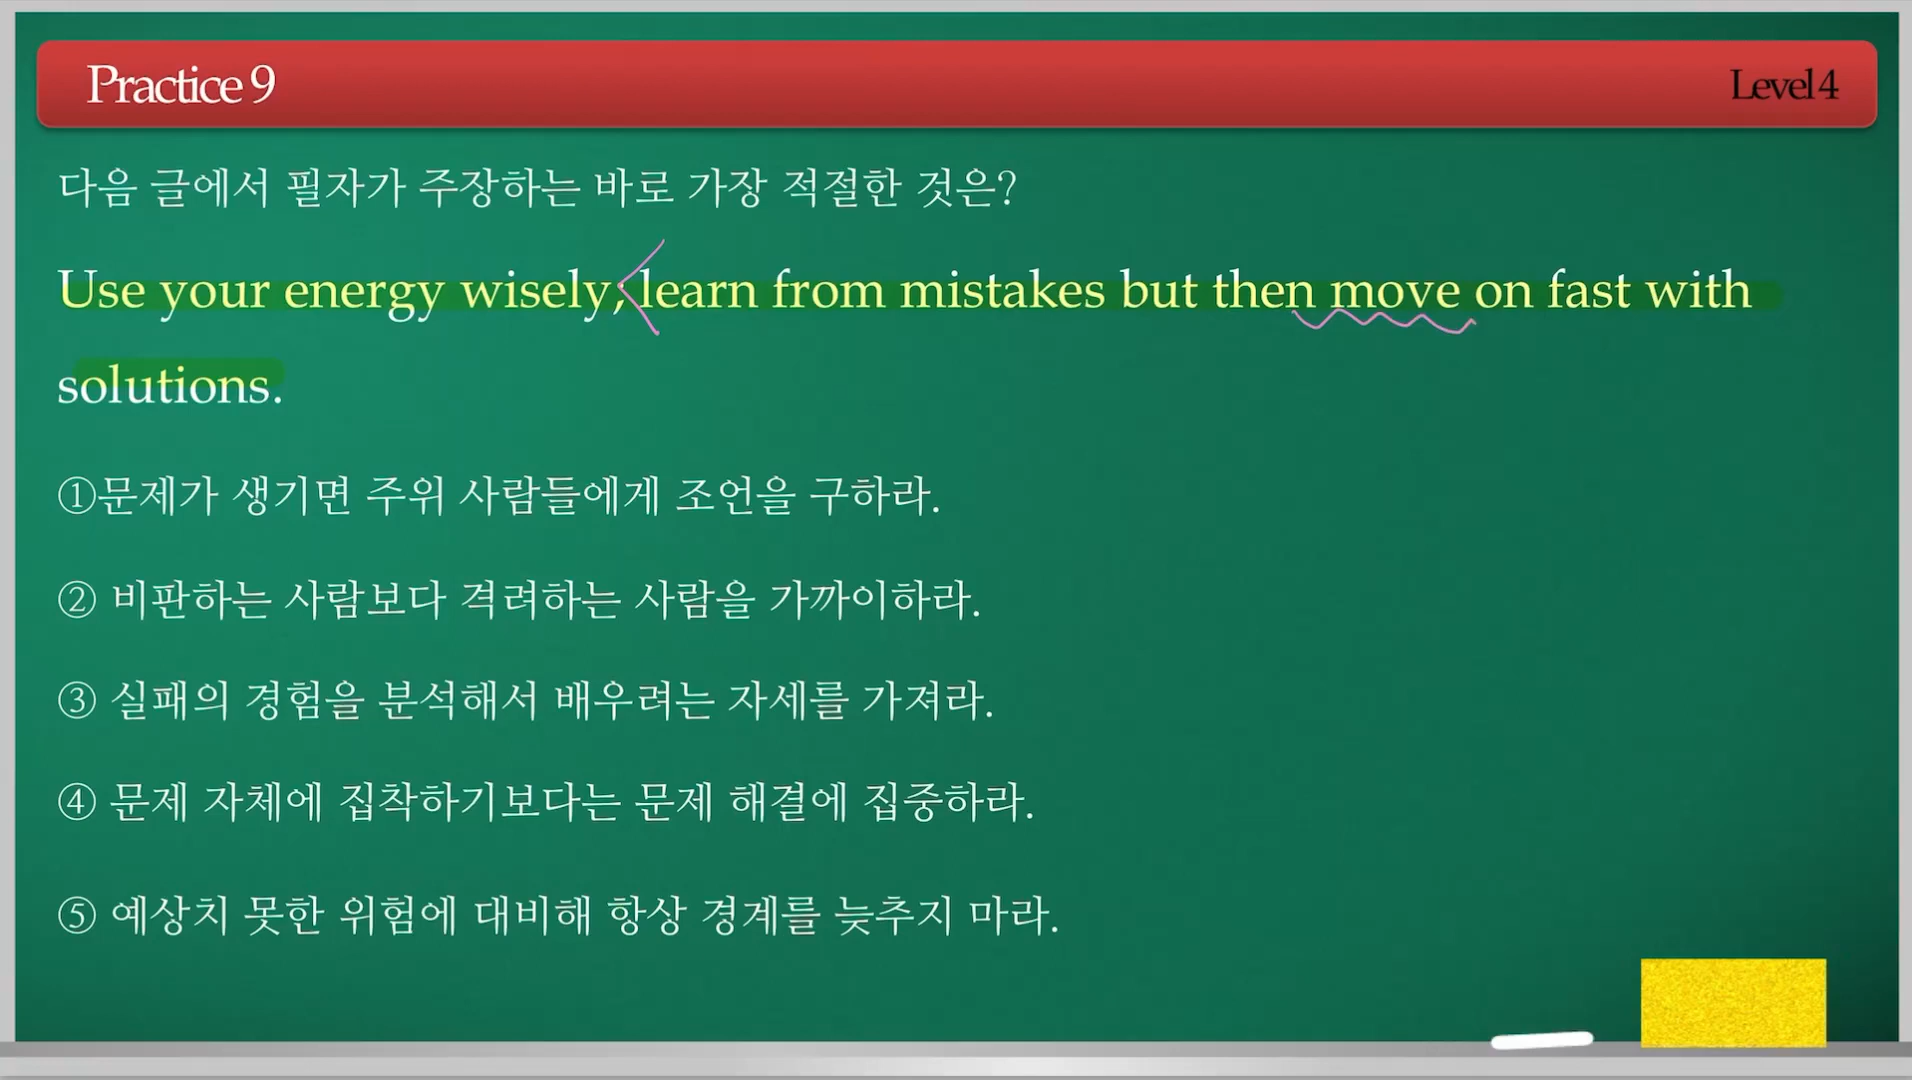 Practice 9
Level 4
다음 글에서 필자가 주장하는 바로 가장 적절한 것은?
Use your energy wisely; learn from mistakes but then move on fast with
solutions.
①문제가 생기면 주위 사람들에게 조언을 구하라.
② 비판하는 사람보다 격려하는 사람을 가까이하라.
③ 실패의 경험을 분석해서 배우려는 자세를 가져라.
④ 문제 자체에 집착하기보다는 문제 해결에 집중하라.
⑤ 예상치 못한 위험에 대비해 항상 경계를 늦추지 마라.